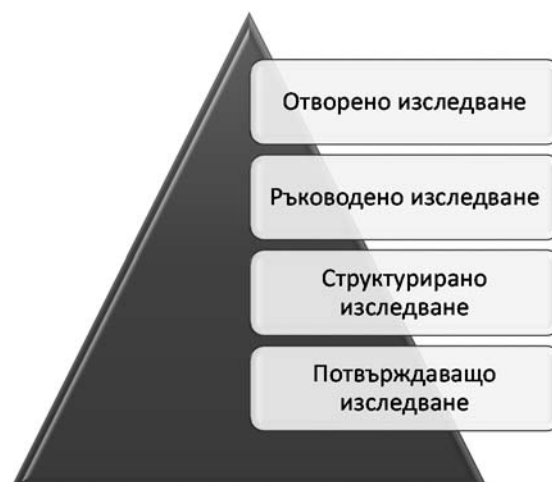 Отворено изследване
Ръководено изследване
Структурирано
изследване
Потвърждаващо
изследване